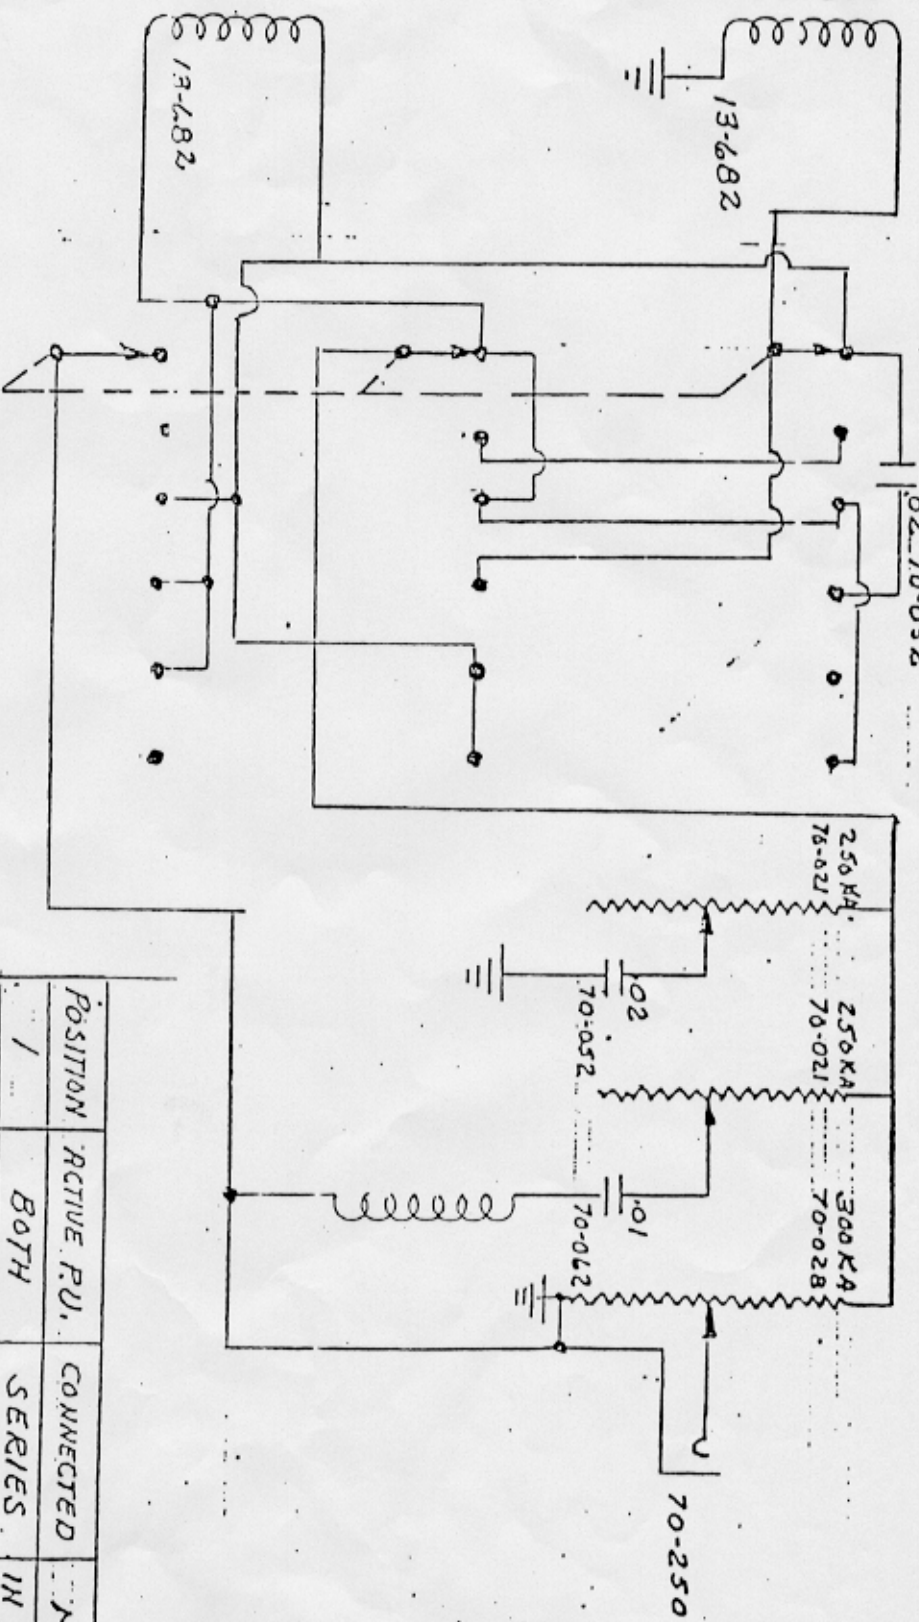 13-682
13-682
.02 70-052
250KA.
70-021
250KA
70-021
300KA
70-028
.02
70-052
.01
70-062
70-250
POSITION ACTIVE P.U. CONNECTED
1 BOTH SERIES IN